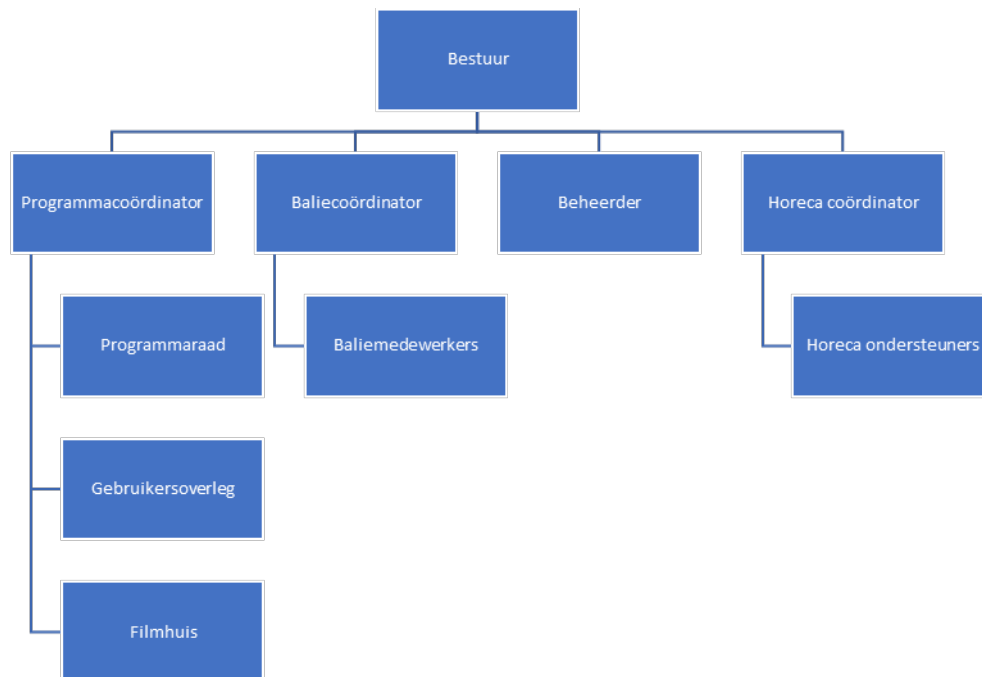 Bestuur
Programmacoördinator
Baliecoördinator
Beheerder
Horeca coördinator
Programmaraad
Baliemedewerkers
Horeca ondersteuners
Gebruikersoverleg
Filmhuis